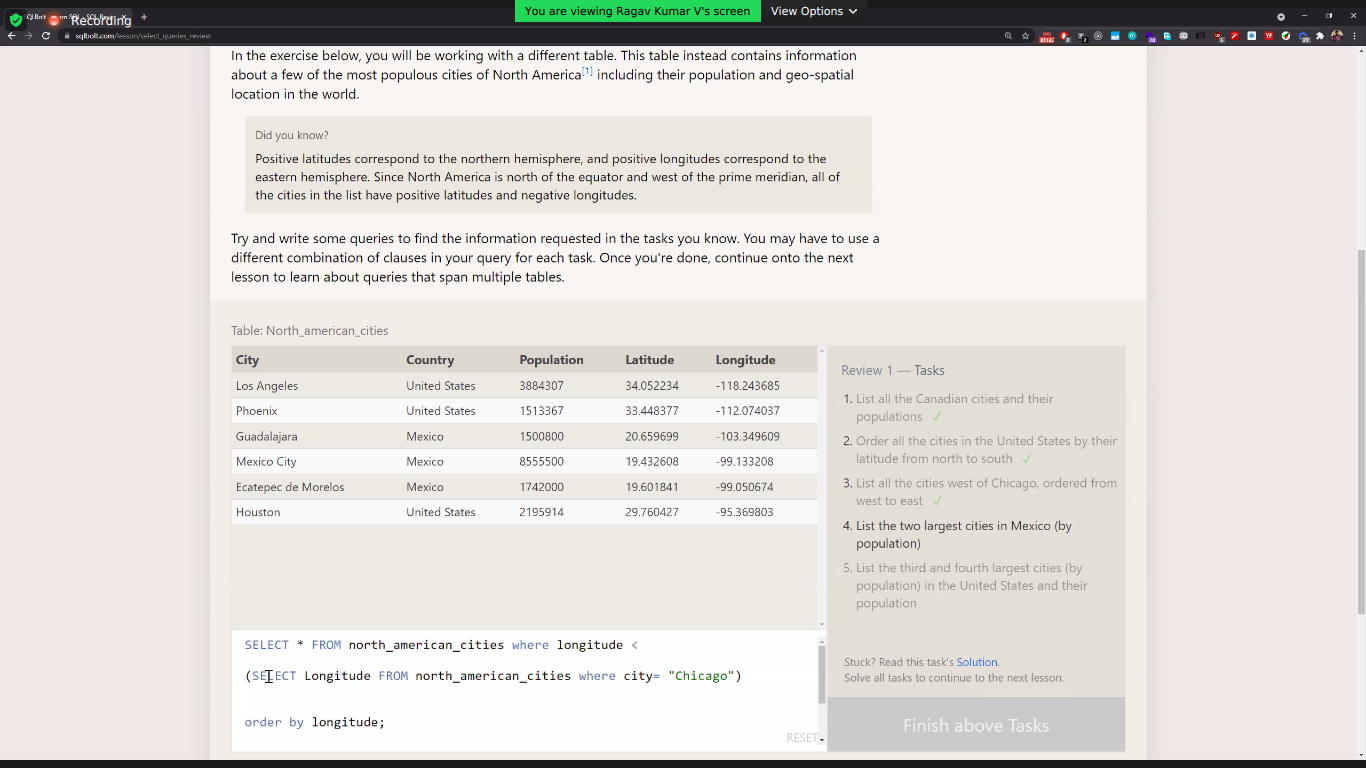 You are viewing Ragav Kumar V's screen
View Options
Recording
sqlbolt.com/lesson/select_queries_review
In the exercise below, you will be working with a different table. This table instead contains information
about a few of the most populous cities of North America[1] including their population and geo-spatial
location in the world.
Did you know?
Positive latitudes correspond to the northern hemisphere, and positive longitudes correspond to the
eastern hemisphere. Since North America is north of the equator and west of the prime meridian, all of
the cities in the list have positive latitudes and negative longitudes.
Try and write some queries to find the information requested in the tasks you know. You may have to use a
different combination of clauses in your query for each task. Once you're done, continue onto the next
lesson to learn about queries that span multiple tables.
Table: North_american_cities
City Country Population Latitude Longitude
Los Angeles United States 3884307 34.052234 -118.243685
Phoenix United States 1513367 33.448377 -112.074037
Guadalajara Mexico 1500800 20.659699 -103.349609
Mexico City Mexico 8555500 19.432608 -99.133208
Ecatepec de Morelos Mexico 1742000 19.601841 -99.050674
Houston United States 2195914 29.760427 -95.369803
Review 1 — Tasks
1. List all the Canadian cities and their
populations ✓
2. Order all the cities in the United States by their
latitude from north to south ✓
3. List all the cities west of Chicago, ordered from
west to east ✓
4. List the two largest cities in Mexico (by
population)
5. List the third and fourth largest cities (by
population) in the United States and their
population
SELECT * FROM north_american_cities where longitude <
(SELECT Longitude FROM north_american_cities where city= "Chicago")
order by longitude;
RESET
Stuck? Read this task's Solution.
Solve all tasks to continue to the next lesson.
Finish above Tasks